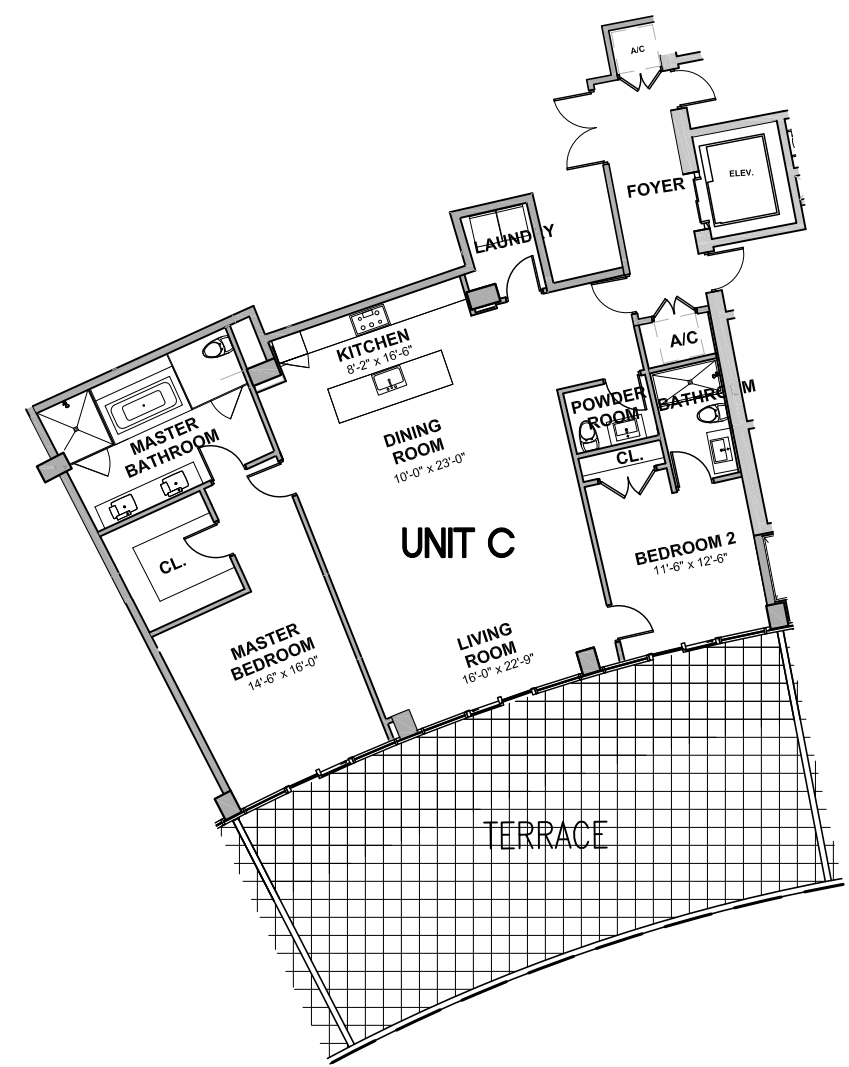 A/C
ELEV.
FOYER
LAUNDRY
KITCHEN
8'-2" x 16'-6"
A/C
BATHROOM
POWDER
ROOM
CL.
MASTER
BATHROOM
DINING
ROOM
10'-0" x 23'-0"
UNIT C
BEDROOM 2
11'-6" x 12'-6"
CL.
MASTER
BEDROOM
14'-6" x 16'-0"
LIVING
ROOM
16'-0" x 22'-9"
TERRACE